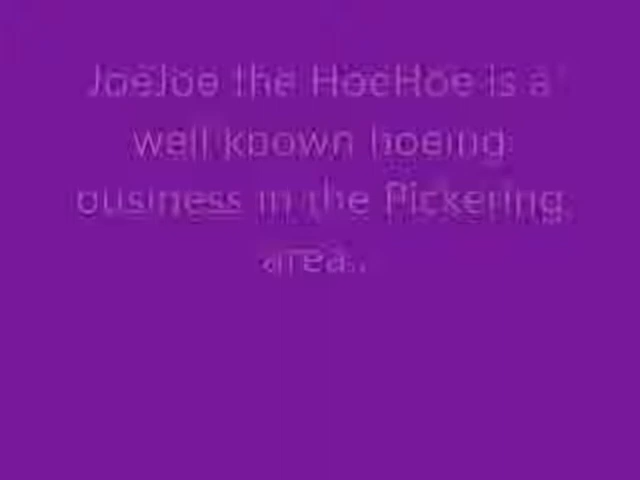 JoeJoe the HoeHoe is a
well known hoeing
business in the Pickering
area..